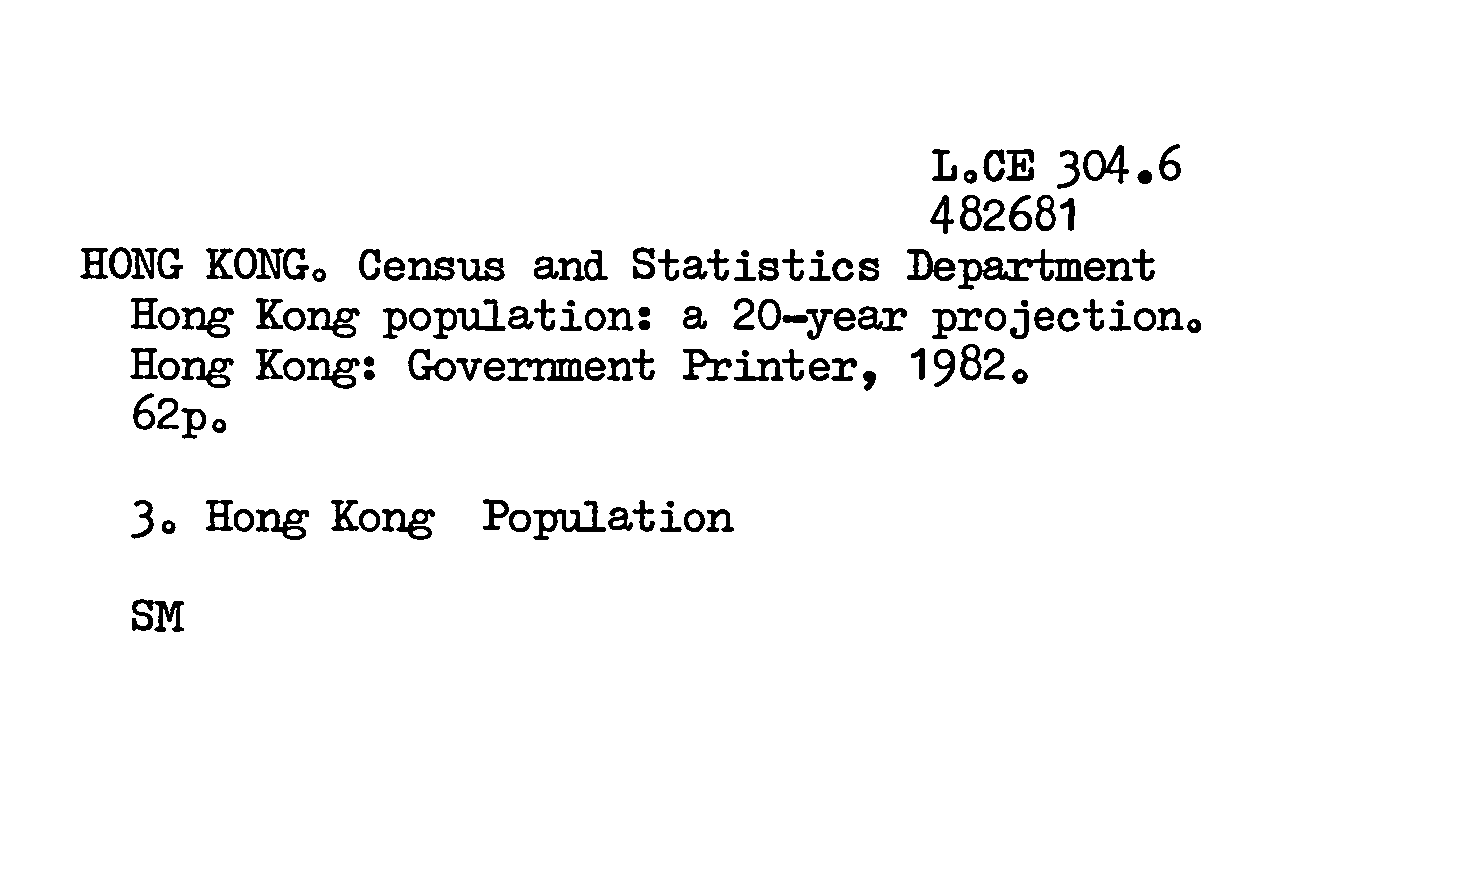 L.CE 304.6
482681
HONG KONG. Census and Statistics Department
Hong Kong population: a 20-year projection.
Hong Kong: Government Printer, 1982.
62p.
3. Hong Kong  Population
SM